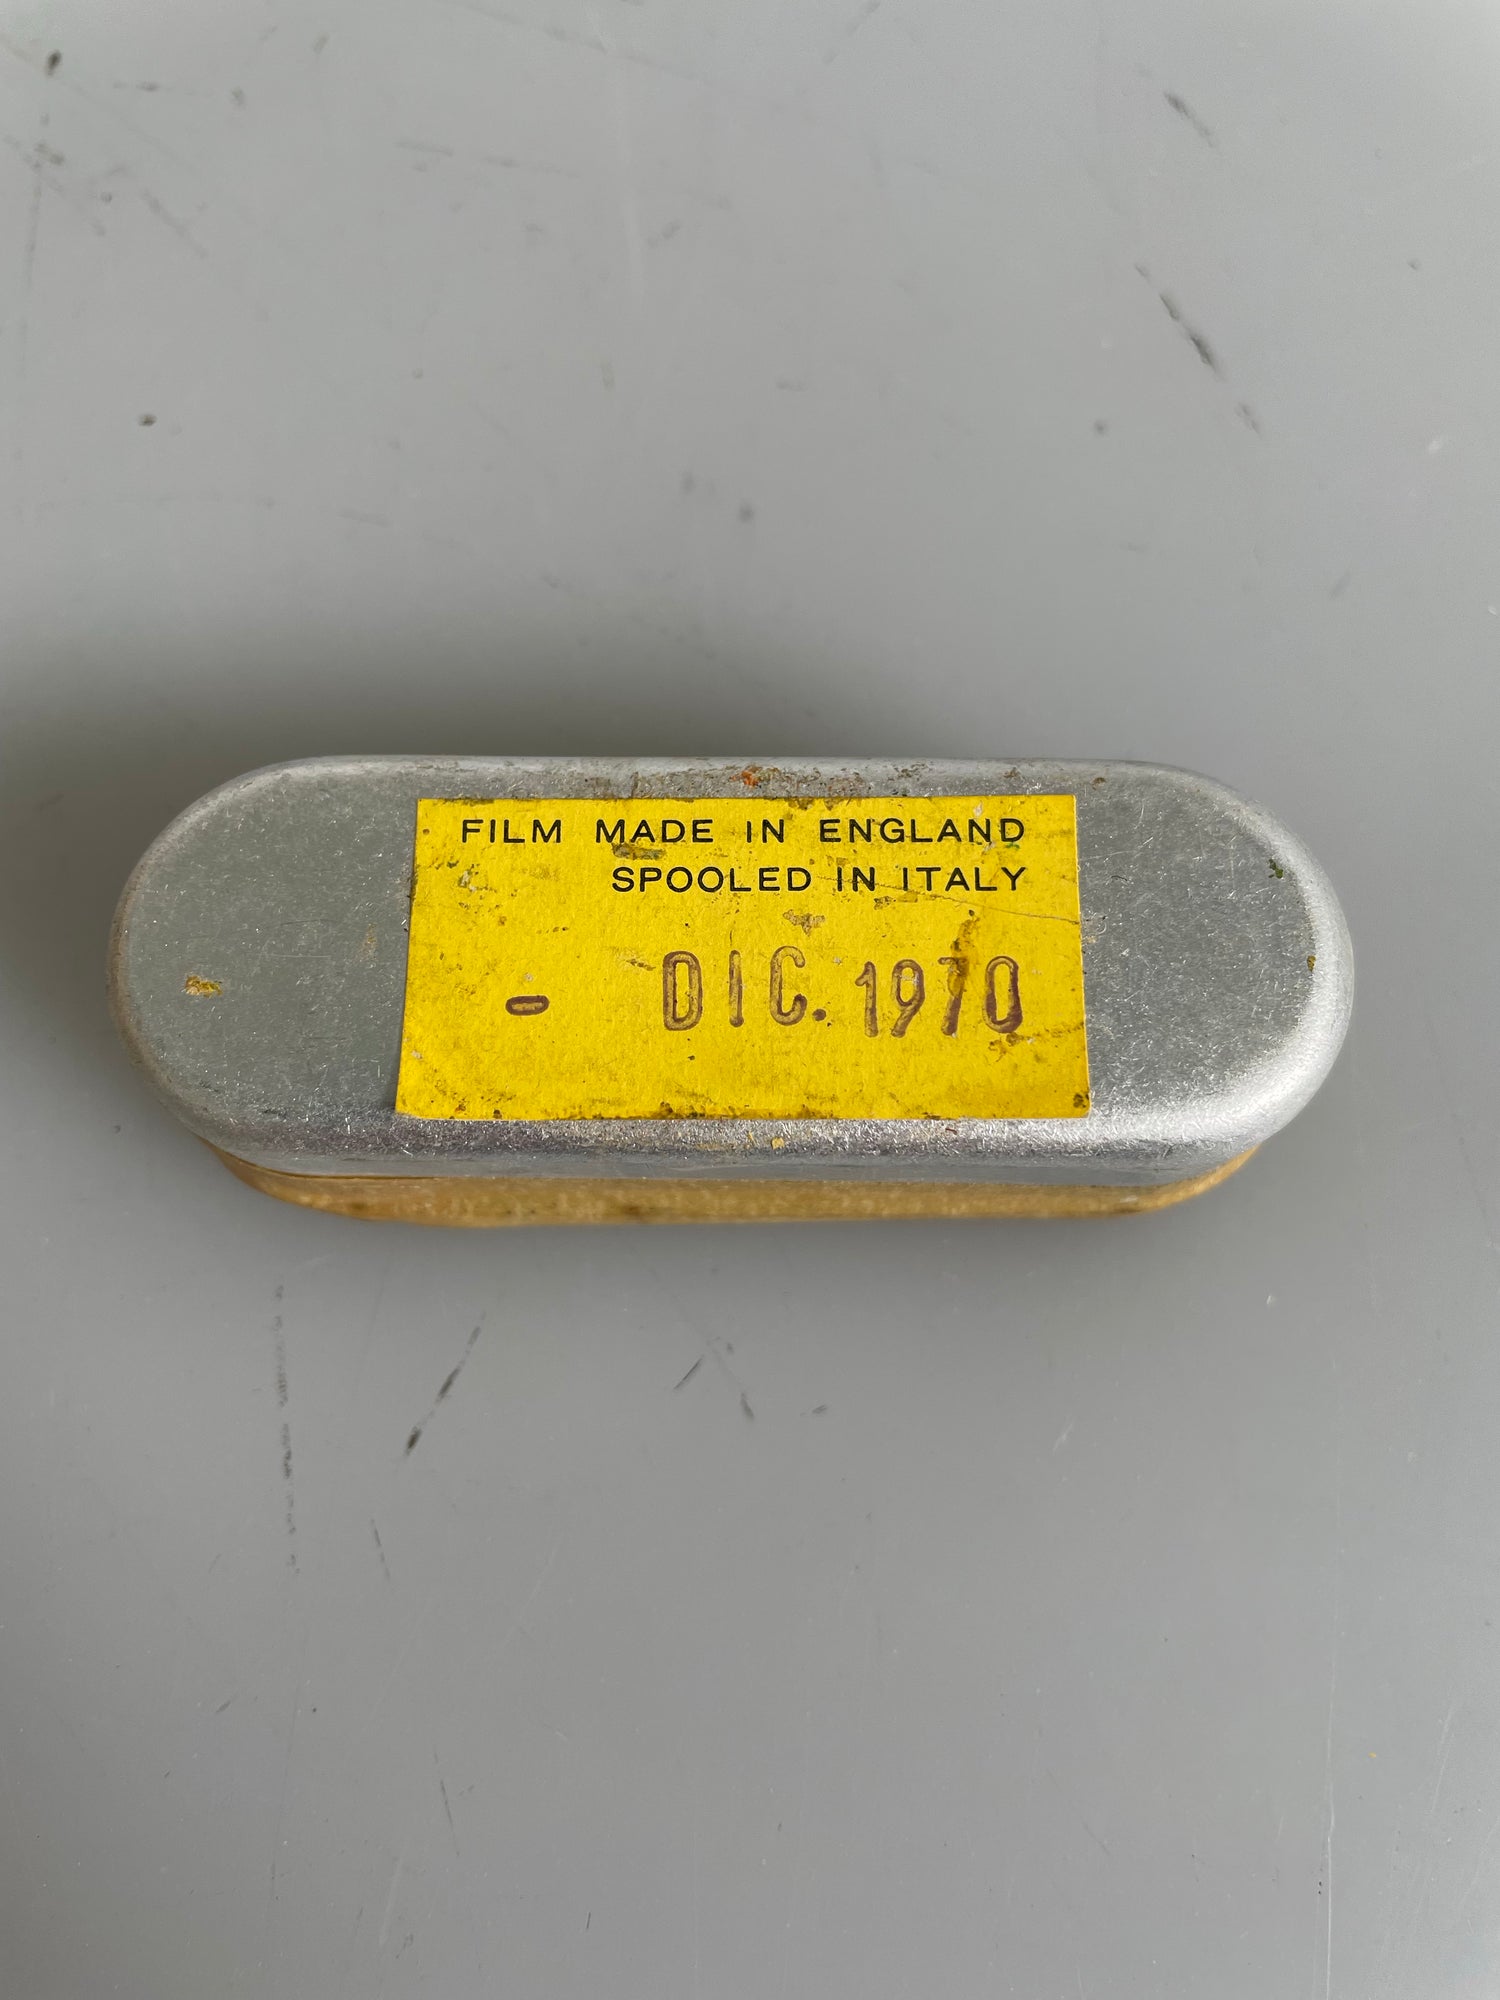 FILM MADE IN ENGLAND
SPOOLED IN ITALY
- DIC. 1970